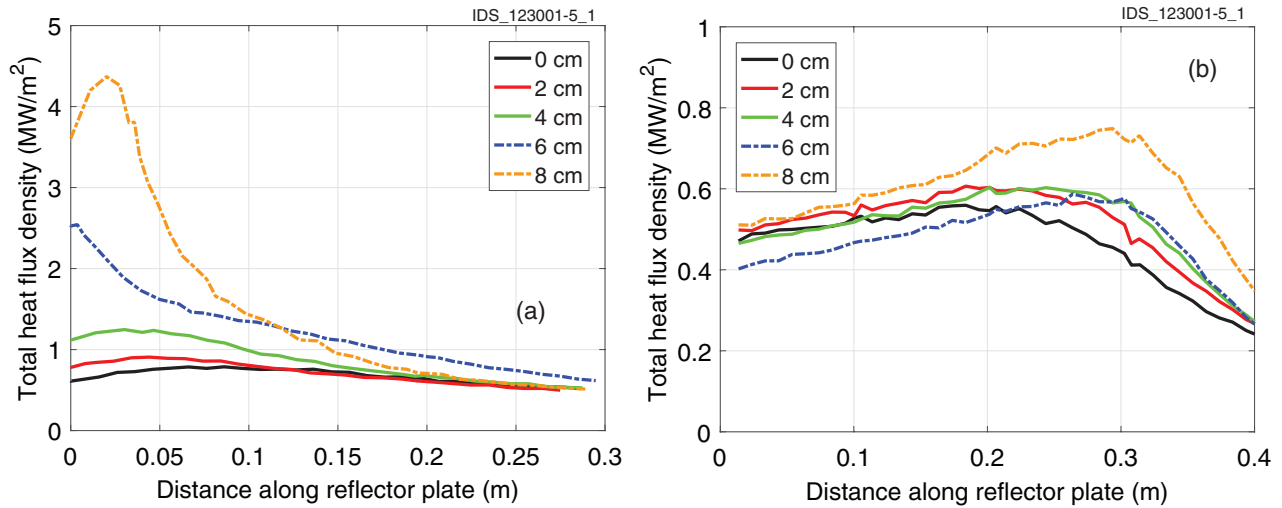 IDS_123001-5_1
5
4
3
2
1
0
0 cm
2 cm
4 cm
6 cm
8 cm
(a)
0
0.05
0.1
0.15
0.2
0.25
0.3
Total heat flux density (MW/m²)
Distance along reflector plate (m)
IDS_123001-5_1
1
0.8
0.6
0.4
0.2
0
0 cm
2 cm
4 cm
6 cm
8 cm
(b)
0
0.1
0.2
0.3
0.4
Total heat flux density (MW/m²)
Distance along reflector plate (m)